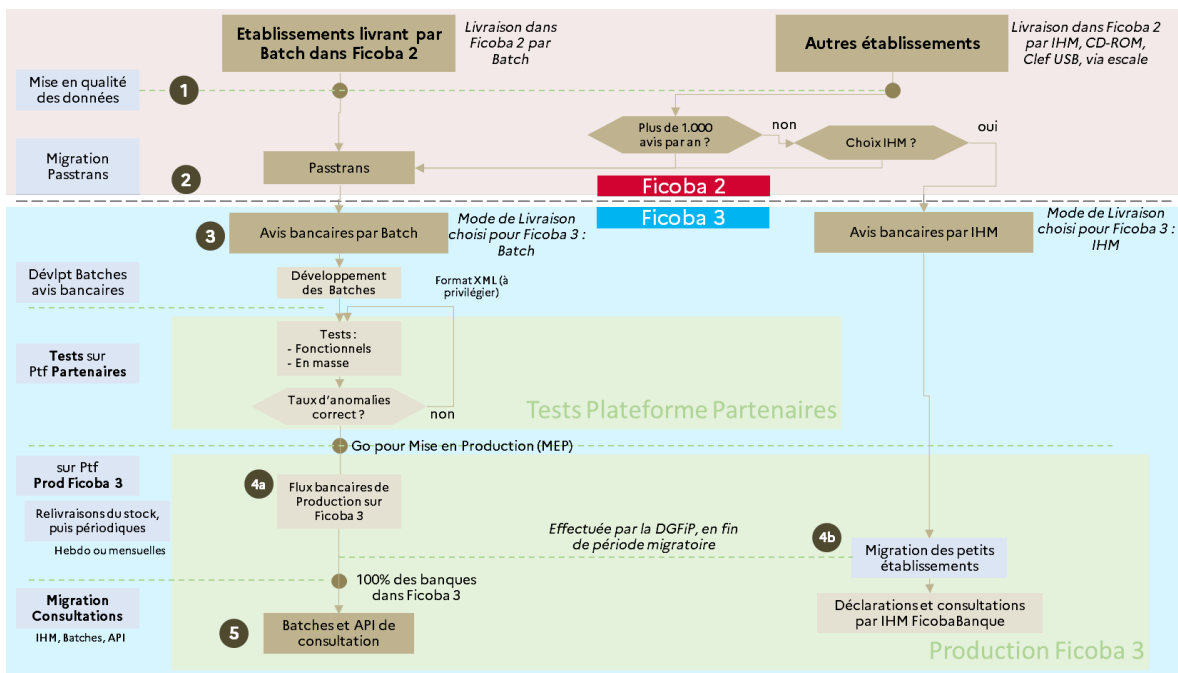 Etablissements livrant par
Batch dans Ficoba 2
Livraison dans
Ficoba 2 par
Batch
Autres établissements
Livraison dans Ficoba 2
par IHM, CD-ROM,
Clef USB, via escale
Mise en qualité
des données
1
Plus de 1.000
avis par an ?
non
Choix IHM ?
oui
Migration
Passtrans
2
Passtrans
Ficoba 2
Ficoba 3
3
Avis bancaires par Batch
Mode de Livraison
choisi pour Ficoba 3 :
Batch
Avis bancaires par IHM
Mode de Livraison
choisi pour Ficoba 3 :
IHM
Dévlpt Batches
avis bancaires
Développement
des Batches
Format XML (à
privilégier)
Tests sur
Ptf Partenaires
Tests :
- Fonctionnels
- En masse
Taux d'anomalies
correct ?
non
Tests Plateforme Partenaires
Go pour Mise en Production (MEP)
sur Ptf
Prod Ficoba 3
4a
Flux bancaires de
Production sur
Ficoba 3
Relivraisons du stock,
puis périodiques
Hebdo ou mensuelles
Effectuée par la DGFiP, en fin
de période migratoire
4b
Migration des petits
établissements
100% des banques
dans Ficoba 3
Migration
Consultations
IHM, Batches, API
5
Batches et API de
consultation
Déclarations et consultations
par IHM FicobaBanque
Production Ficoba 3